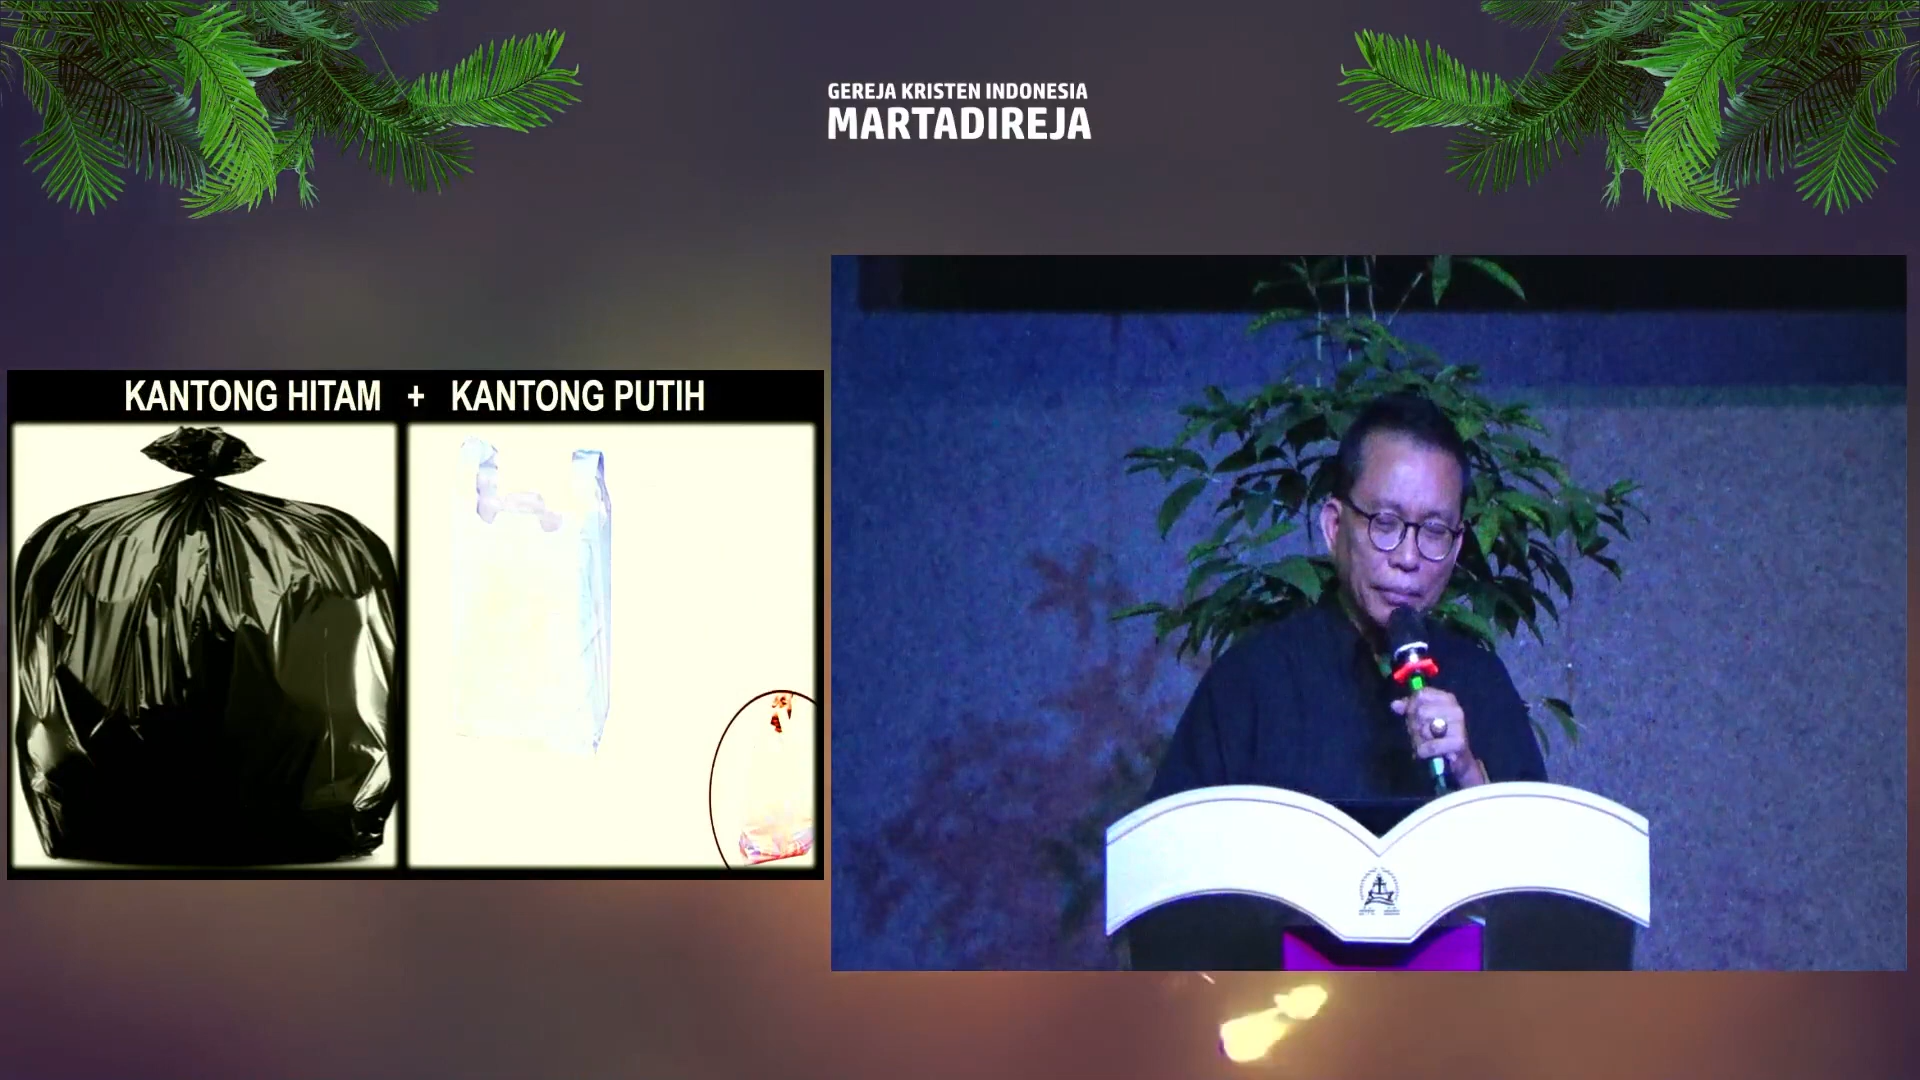 GEREJA KRISTEN INDONESIA
MARTADIREJA
KANTONG HITAM + KANTONG PUTIH